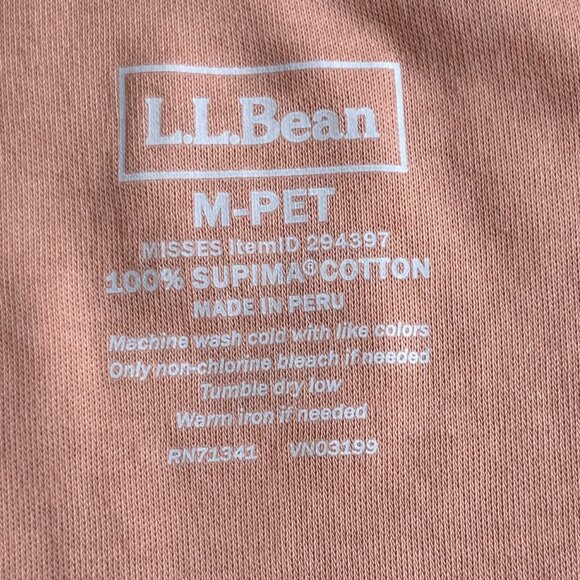 L.L.Bean
M-PET
MISSES ItemID 294397
100% SUPIMA® COTTON
MADE IN PERU
Machine wash cold with like colors
Only non-chlorine bleach if needed
Tumble dry low
Warm iron if needed
RN71341 VN03199